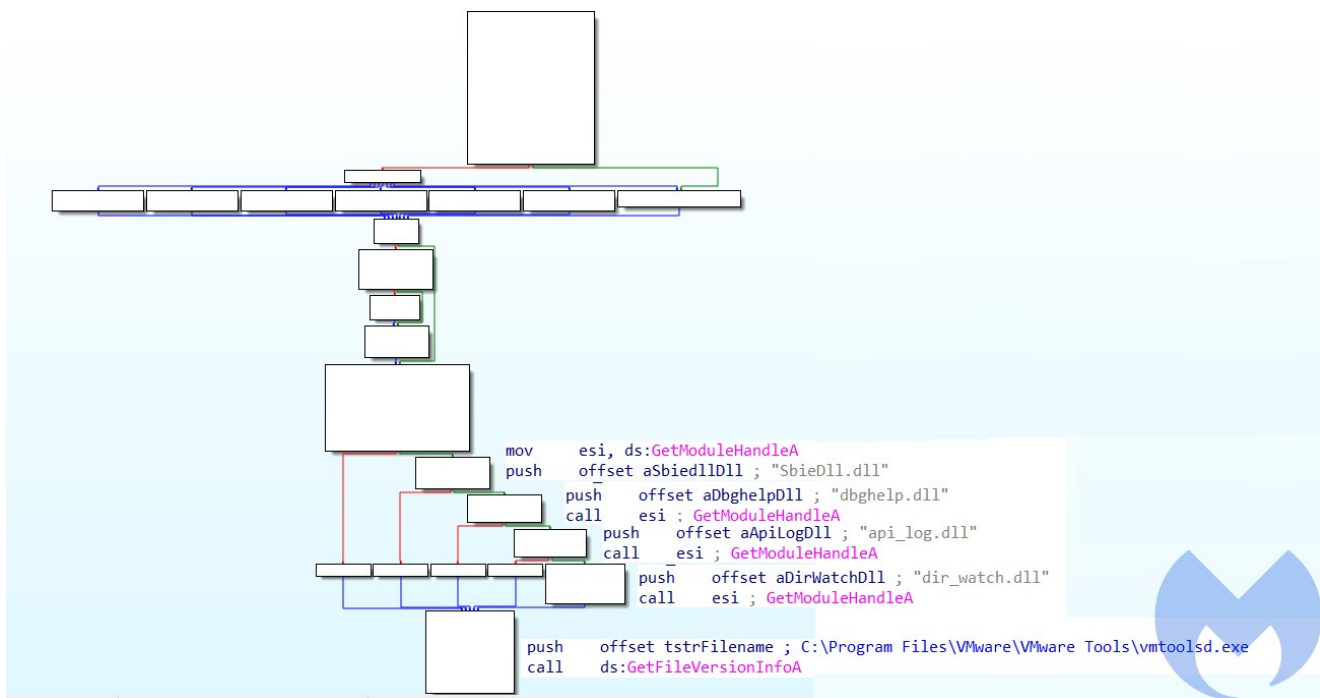 mov esi, ds:GetModuleHandleA
push offset aSbiedllDll ; "SbieDll.dll"
push offset aDbghelpDll ; "dbghelp.dll"
call esi ; GetModuleHandleA
push offset aApiLogDll ; "api_log.dll"
call esi ; GetModuleHandleA
push offset aDirWatchDll ; "dir_watch.dll"
call esi ; GetModuleHandleA
push offset tstrFilename ; C:\Program Files\VMware\VMware Tools\vmtoolsd.exe
call ds:GetFileVersionInfoA